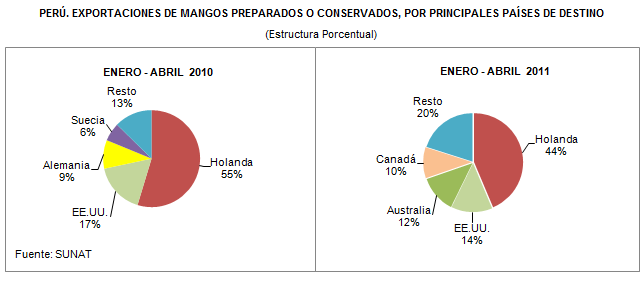 PERÚ. EXPORTACIONES DE MANGOS PREPARADOS O CONSERVADOS, POR PRINCIPALES PAÍSES DE DESTINO
(Estructura Porcentual)
ENERO - ABRIL 2010
Resto
13%
Suecia
6%
Alemania
9%
EE.UU.
17%
Holanda
55%
Fuente: SUNAT
ENERO - ABRIL 2011
Resto
20%
Holanda
44%
Canadá
10%
Australia
12%
EE.UU.
14%